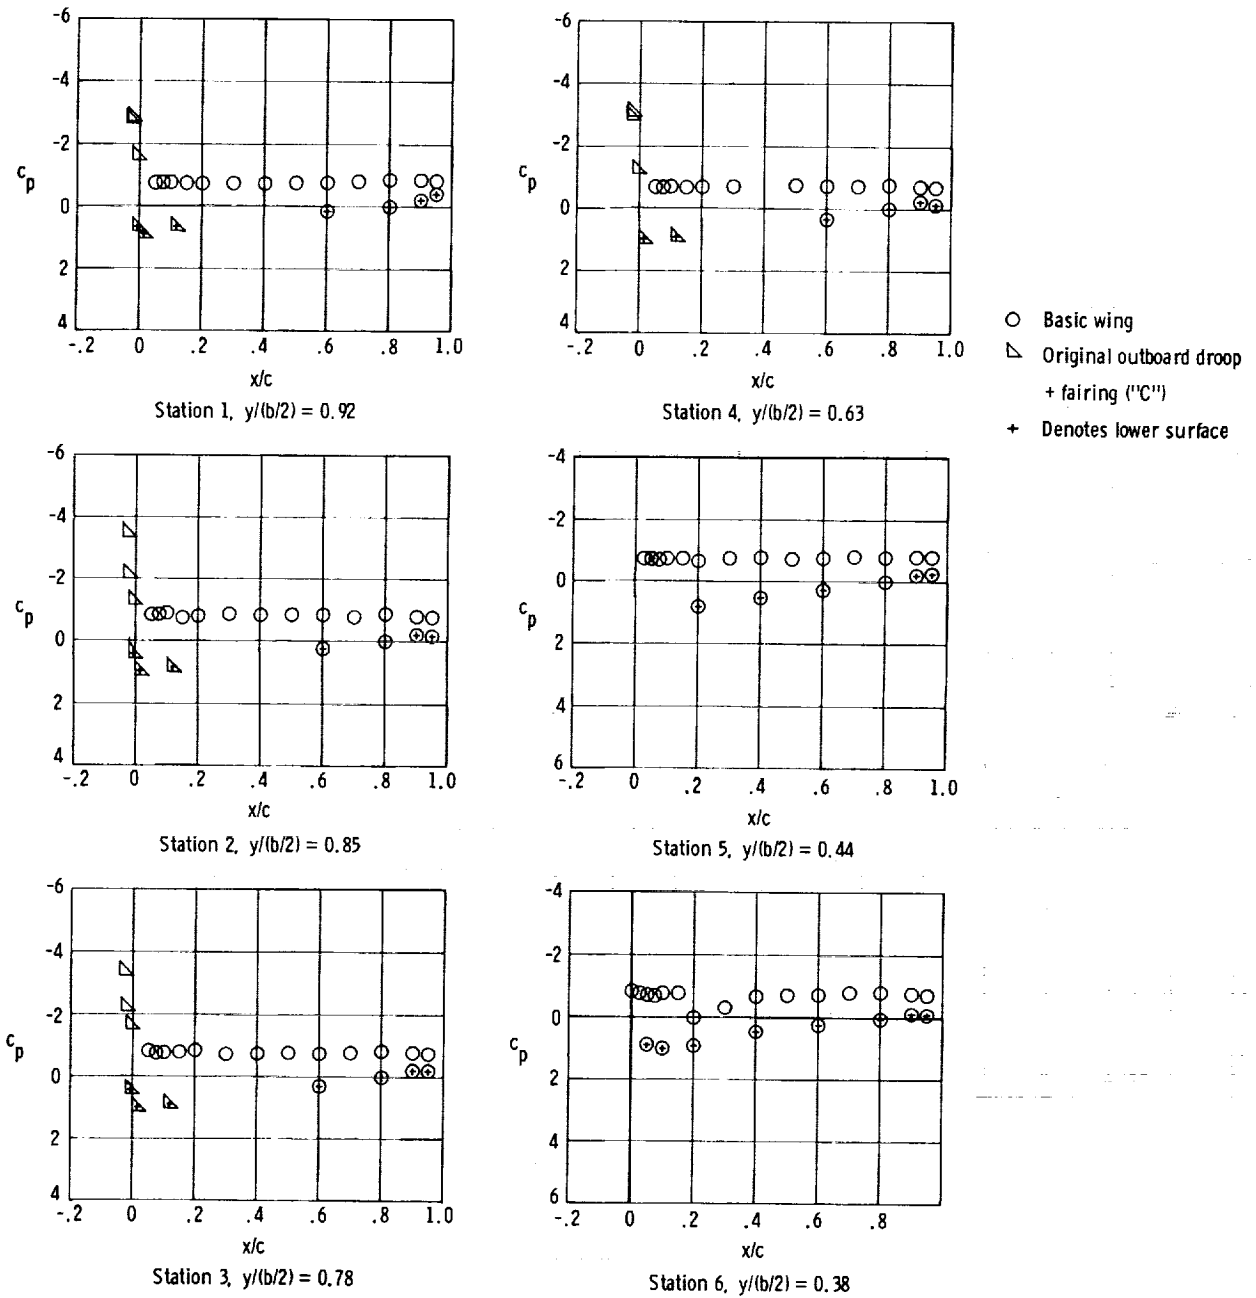 -6
-4
-2
c_p
0
2
4
-.2 0 .2 .4 .6 .8 1.0
x/c
Station 1, y/(b/2) = 0.92
-6
-4
-2
c_p
0
2
4
-.2 0 .2 .4 .6 .8 1.0
x/c
Station 4, y/(b/2) = 0.63
Basic wing
Original outboard droop
+ fairing ("C")
+ Denotes lower surface
-6
-4
-2
c_p
0
2
4
-.2 0 .2 .4 .6 .8 1.0
x/c
Station 2, y/(b/2) = 0.85
-4
-2
0
c_p
2
4
6
-.2 0 .2 .4 .6 .8 1.0
x/c
Station 5, y/(b/2) = 0.44
-6
-4
-2
c_p
0
2
4
-.2 0 .2 .4 .6 .8 1.0
x/c
Station 3, y/(b/2) = 0.78
-4
-2
0
c_p
2
4
6
-.2 0 .2 .4 .6 .8
x/c
Station 6, y/(b/2) = 0.38